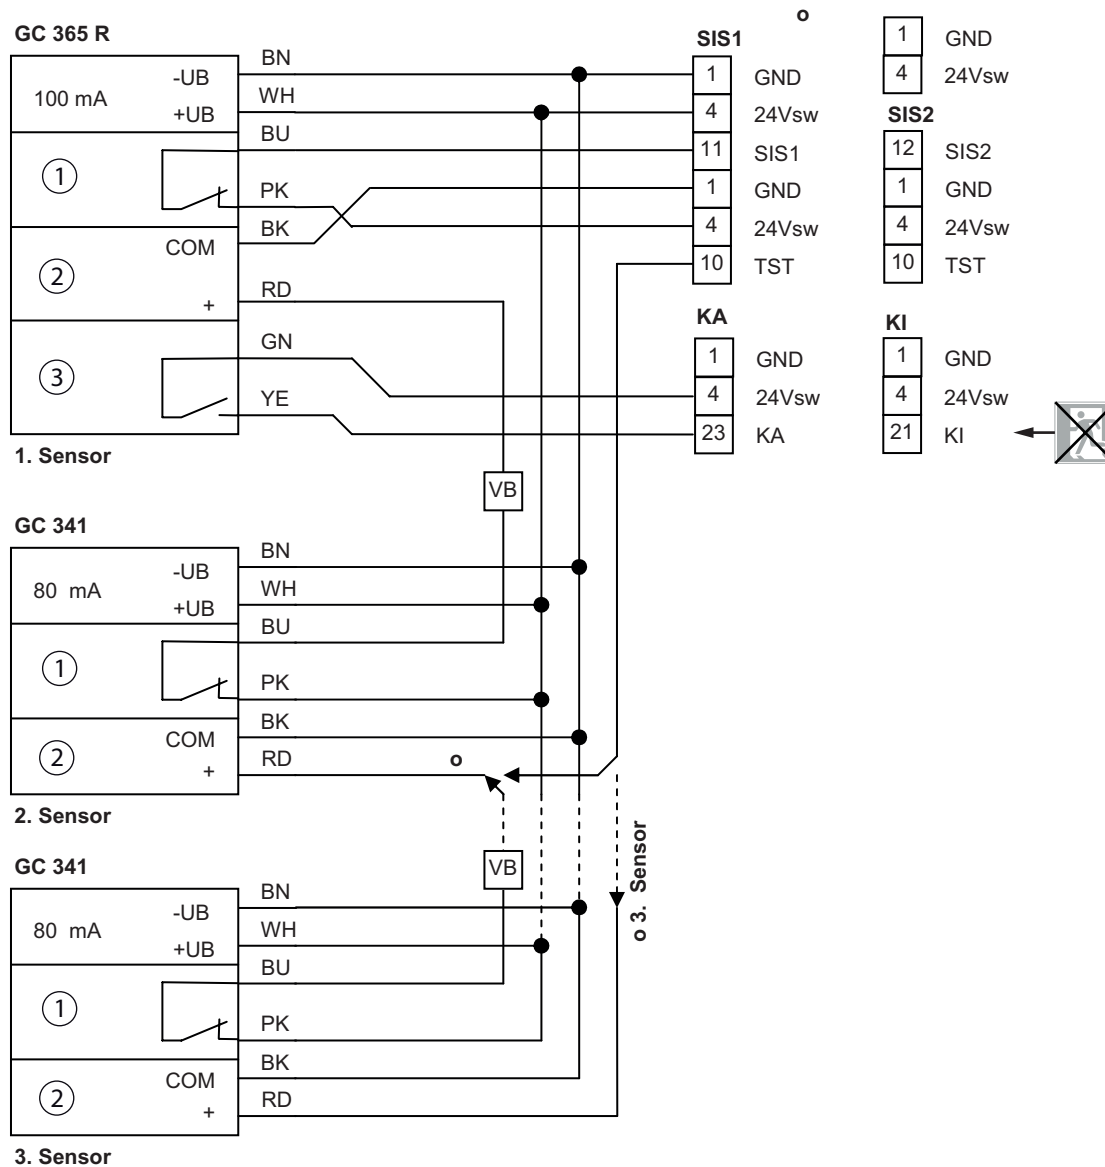 GC 365 R
100 mA
-UB
+UB
1
2
COM
+
3
BN
WH
BU
PK
BK
RD
GN
YE
1. Sensor
VB
GC 341
80 mA
-UB
+UB
1
2
COM
+
BN
WH
BU
PK
BK
RD
o
2. Sensor
VB
o 3. Sensor
GC 341
80 mA
-UB
+UB
1
2
COM
+
BN
WH
BU
PK
BK
RD
3. Sensor
SIS1
1 GND
4 24Vsw
11 SIS1
1 GND
4 24Vsw
10 TST
KA
1 GND
4 24Vsw
23 KA
o
1 GND
4 24Vsw
SIS2
12 SIS2
1 GND
4 24Vsw
10 TST
KI
1 GND
4 24Vsw
21 KI